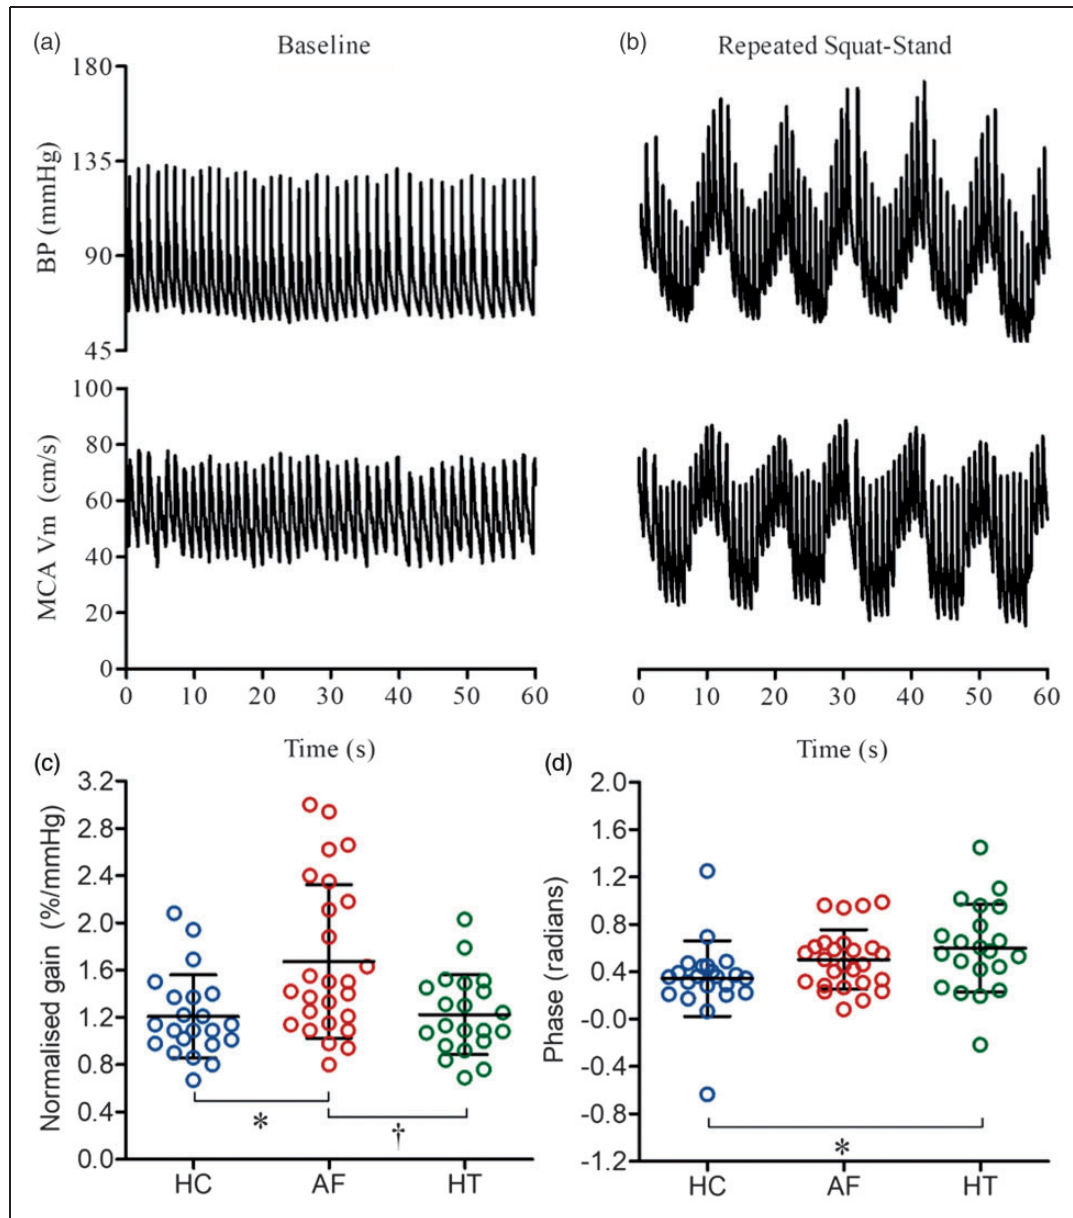 (a) Baseline
(b) Repeated Squat-Stand
BP (mmHg)
180
135
90
45
MCA Vm (cm/s)
100
80
60
40
20
0
0 10 20 30 40 50 60
Time (s)
0 10 20 30 40 50 60
Time (s)
(c)
Normalised gain (%/mmHg)
3.2
2.8
2.4
2.0
1.6
1.2
0.8
0.4
0.0
* †
HC AF HT
(d)
Phase (radians)
2.0
1.6
1.2
0.8
0.4
-0.0
-0.4
-0.8
-1.2
*
HC AF HT